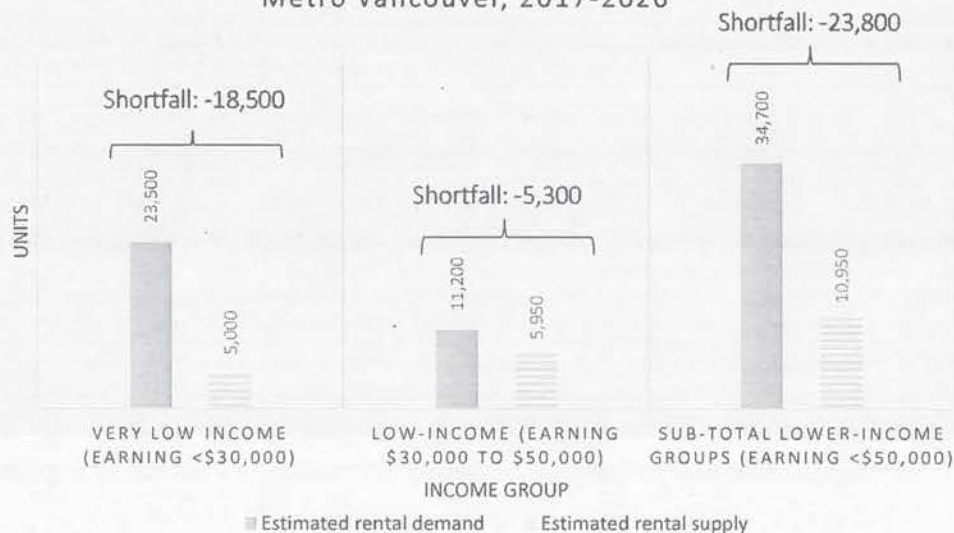 Metro Vancouver, 2017-2026
Shortfall: -23,800
Shortfall: -18,500
Shortfall: -5,300
34,700
23,500
11,200
10,950
5,950
5,000
UNITS
VERY LOW INCOME
(EARNING <$30,000)
LOW-INCOME (EARNING
$30,000 TO $50,000)
SUB-TOTAL LOWER-INCOME
GROUPS (EARNING <$50,000)
INCOME GROUP
Estimated rental demand
Estimated rental supply